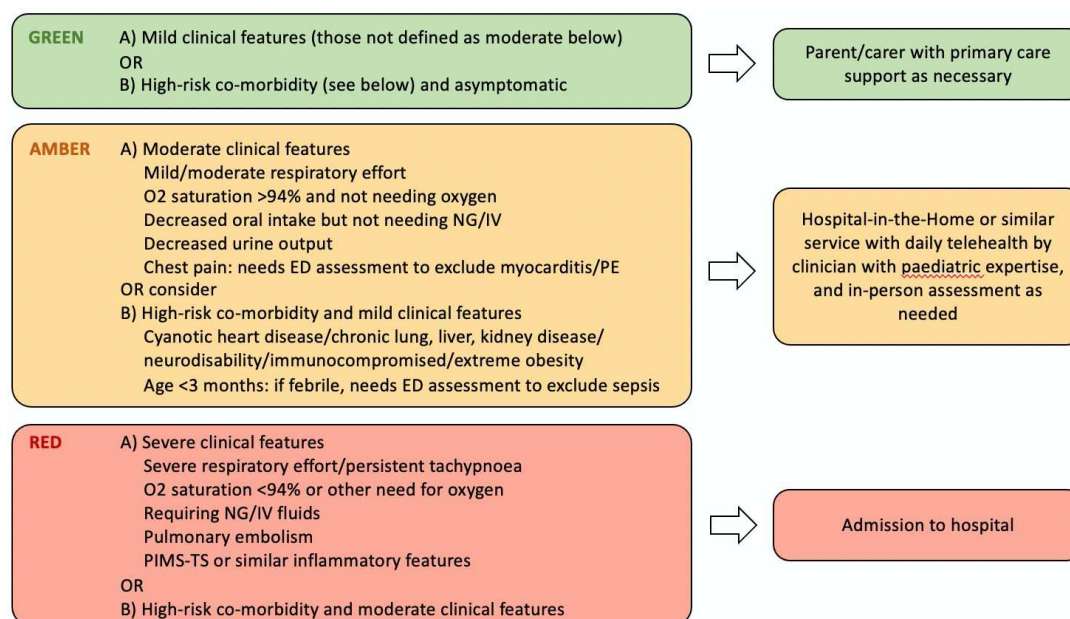 GREEN A) Mild clinical features (those not defined as moderate below)
OR
B) High-risk co-morbidity (see below) and asymptomatic
Parent/carer with primary care
support as necessary
AMBER A) Moderate clinical features
Mild/moderate respiratory effort
O2 saturation >94% and not needing oxygen
Decreased oral intake but not needing NG/IV
Decreased urine output
Chest pain: needs ED assessment to exclude myocarditis/PE
OR consider
B) High-risk co-morbidity and mild clinical features
Cyanotic heart disease/chronic lung, liver, kidney disease/
neurodisability/immunocompromised/extreme obesity
Age <3 months: if febrile, needs ED assessment to exclude sepsis
Hospital-in-the-Home or similar
service with daily telehealth by
clinician with paediatric expertise,
and in-person assessment as
needed
RED A) Severe clinical features
Severe respiratory effort/persistent tachypnoea
O2 saturation <94% or other need for oxygen
Requiring NG/IV fluids
Pulmonary embolism
PIMS-TS or similar inflammatory features
OR
B) High-risk co-morbidity and moderate clinical features
Admission to hospital